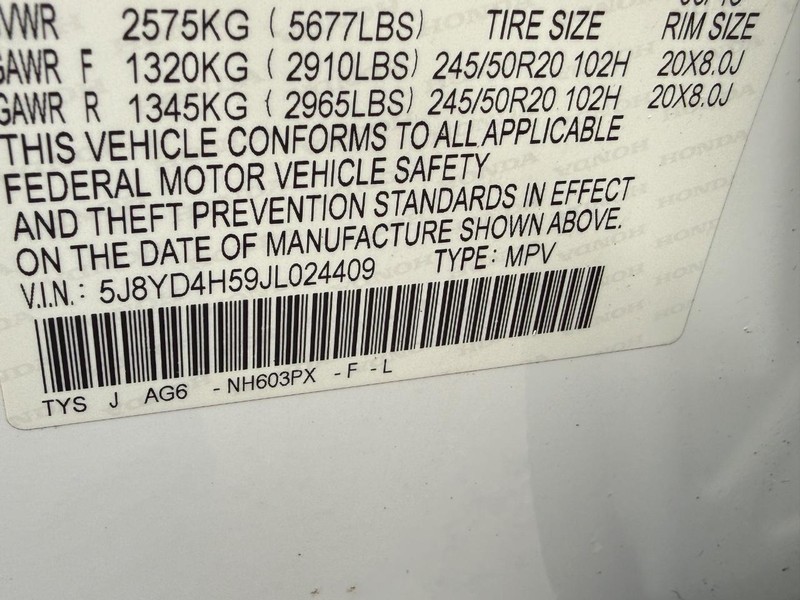 VWR 2575KG (5677LBS) TIRE SIZE RIM SIZE
GAWR F 1320KG (2910LBS) 245/50R20 102H 20X8.0J
GAWR R 1345KG (2965LBS) 245/50R20 102H 20X8.0J
THIS VEHICLE CONFORMS TO ALL APPLICABLE
FEDERAL MOTOR VEHICLE SAFETY
AND THEFT PREVENTION STANDARDS IN EFFECT
ON THE DATE OF MANUFACTURE SHOWN ABOVE.
V.I.N.: 5J8YD4H59JL024409 TYPE: MPV
TYS J AG6 -NH603PX -F -L